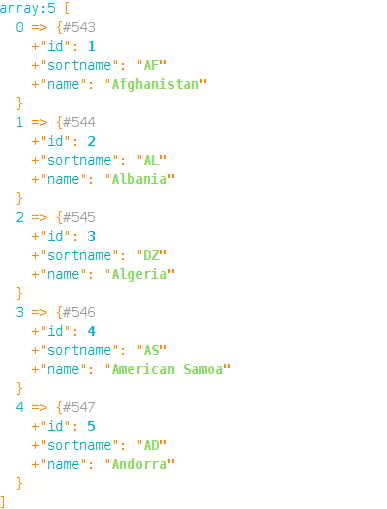 array:5 [
  0 => {#543
    +"id": 1
    +"sortname": "AF"
    +"name": "Afghanistan"
  }
  1 => {#544
    +"id": 2
    +"sortname": "AL"
    +"name": "Albania"
  }
  2 => {#545
    +"id": 3
    +"sortname": "DZ"
    +"name": "Algeria"
  }
  3 => {#546
    +"id": 4
    +"sortname": "AS"
    +"name": "American Samoa"
  }
  4 => {#547
    +"id": 5
    +"sortname": "AD"
    +"name": "Andorra"
  }
]